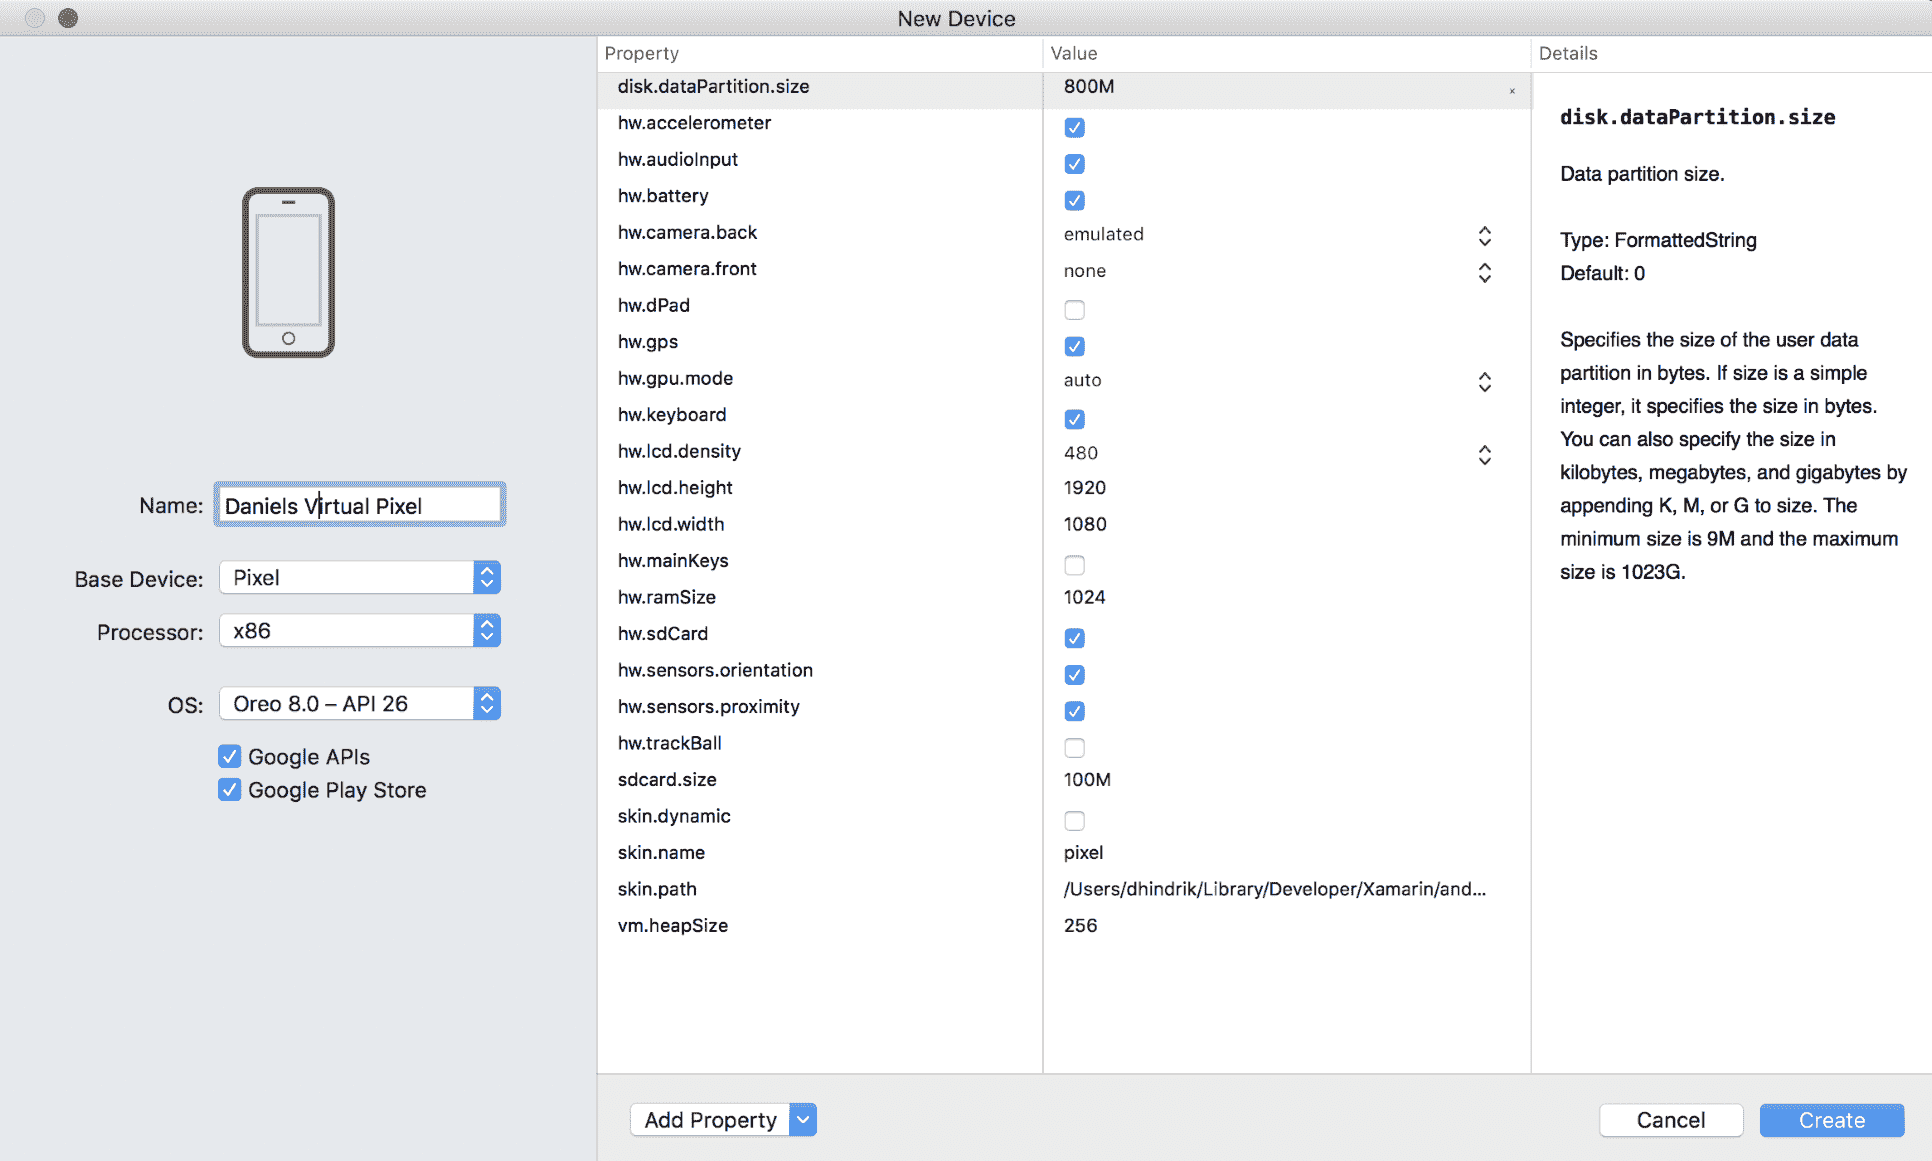 New Device
Name: Daniels Virtual Pixel
Base Device: Pixel
Processor: x86
OS: Oreo 8.0 – API 26
Google APIs
Google Play Store
Property Value Details
disk.dataPartition.size 800M
hw.accelerometer
hw.audioInput
hw.battery
hw.camera.back emulated
hw.camera.front none
hw.dPad
hw.gps
hw.gpu.mode auto
hw.keyboard
hw.lcd.density 480
hw.lcd.height 1920
hw.lcd.width 1080
hw.mainKeys
hw.ramSize 1024
hw.sdCard
hw.sensors.orientation
hw.sensors.proximity
hw.trackBall
sdcard.size 100M
skin.dynamic
skin.name pixel
skin.path /Users/dhindrik/Library/Developer/Xamarin/and...
vm.heapSize 256
disk.dataPartition.size
Data partition size.
Type: FormattedString
Default: 0
Specifies the size of the user data
partition in bytes. If size is a simple
integer, it specifies the size in bytes.
You can also specify the size in
kilobytes, megabytes, and gigabytes by
appending K, M, or G to size. The
minimum size is 9M and the maximum
size is 1023G.
Add Property
Cancel
Create